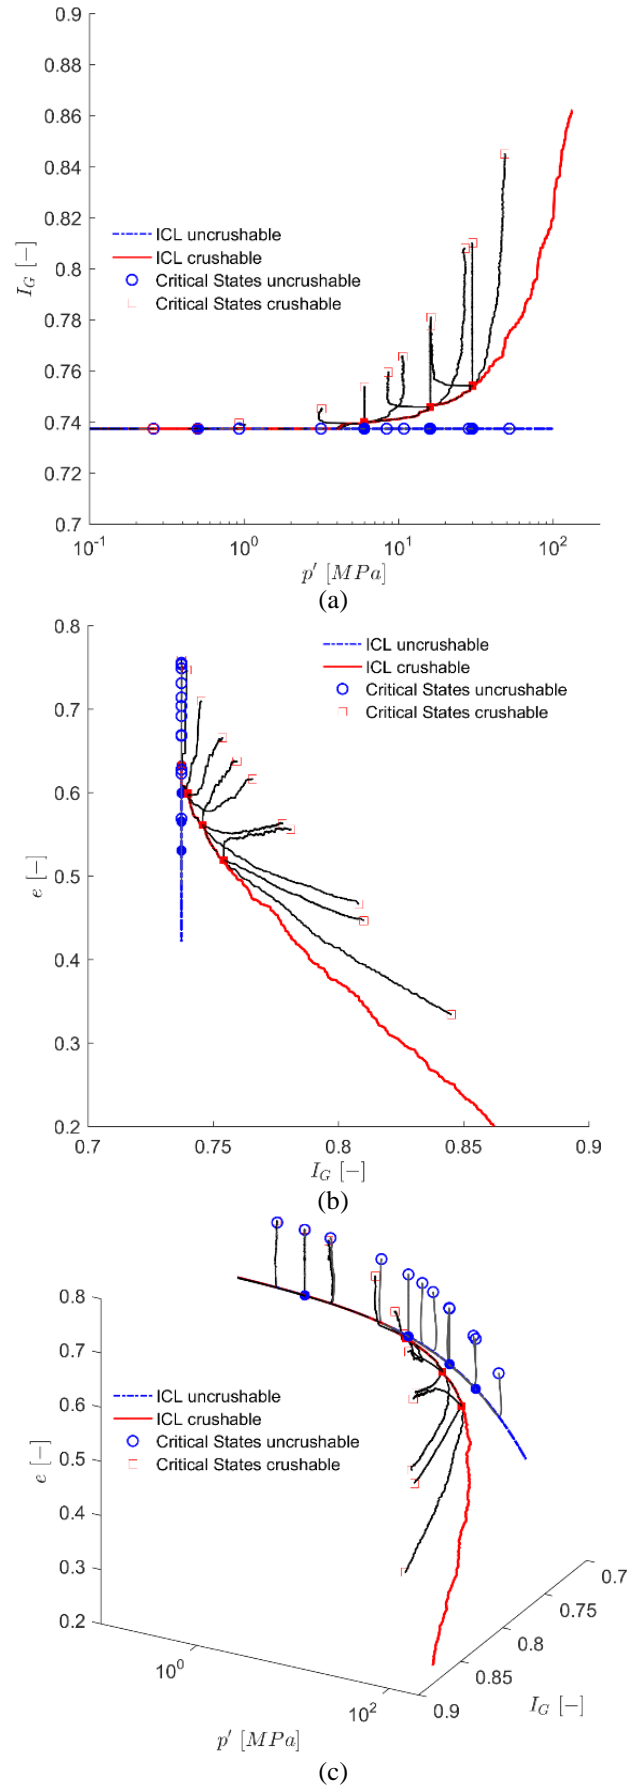 0.9
0.88
0.86
0.84
0.82
0.8
0.78
0.76
0.74
0.72
0.7
I_G [−]
ICL uncrushable
ICL crushable
Critical States uncrushable
Critical States crushable
10^-1 10^0 10^1 10^2
p′ [MPa]
(a)
0.8
0.7
0.6
0.5
0.4
0.3
0.2
e [−]
ICL uncrushable
ICL crushable
Critical States uncrushable
Critical States crushable
0.7 0.75 0.8 0.85 0.9
I_G [−]
(b)
0.8
0.7
0.6
0.5
0.4
0.3
0.2
e [−]
ICL uncrushable
ICL crushable
Critical States uncrushable
Critical States crushable
0.7
0.75
0.8
0.85
0.9
10^0
10^2
I_G [−]
p′ [MPa]
(c)